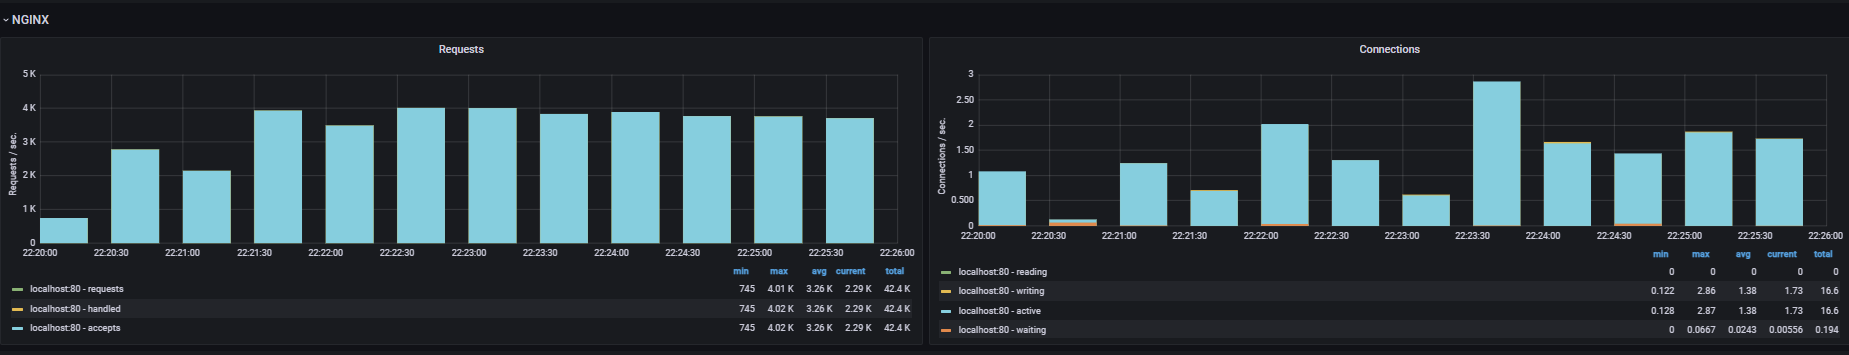 NGINX
Requests
Requests / sec.
5 K
4 K
3 K
2 K
1 K
0
22:20:00 22:20:30 22:21:00 22:21:30 22:22:00 22:22:30 22:23:00 22:23:30 22:24:00 22:24:30 22:25:00 22:25:30 22:26:00
min max avg current total
localhost:80 - requests 745 4.01 K 3.26 K 2.29 K 42.4 K
localhost:80 - handled 745 4.02 K 3.26 K 2.29 K 42.4 K
localhost:80 - accepts 745 4.02 K 3.26 K 2.29 K 42.4 K
Connections
Connections / sec.
3
2.50
2
1.50
1
0.500
0
22:20:00 22:20:30 22:21:00 22:21:30 22:22:00 22:22:30 22:23:00 22:23:30 22:24:00 22:24:30 22:25:00 22:25:30 22:26:00
min max avg current total
localhost:80 - reading 0 0 0 0 0
localhost:80 - writing 0.122 2.86 1.38 1.73 16.6
localhost:80 - active 0.128 2.87 1.38 1.73 16.6
localhost:80 - waiting 0 0.0667 0.0243 0.00556 0.194